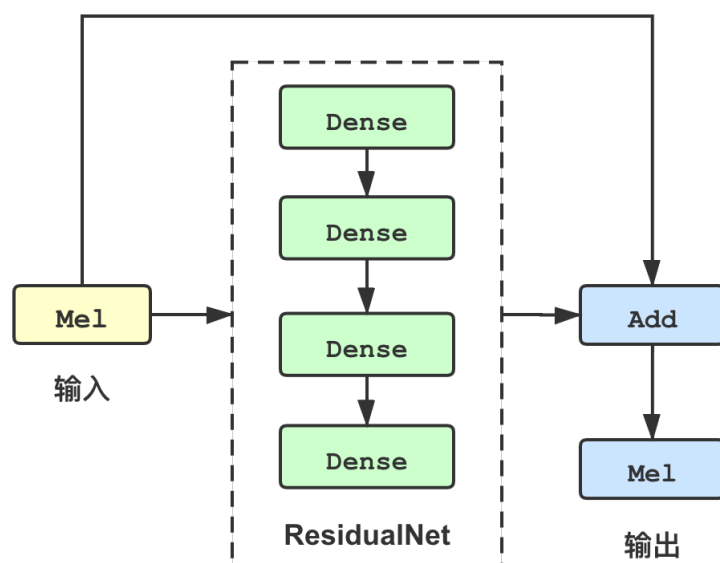 Dense
Dense
Mel
Add
输入
Dense
Dense
Mel
ResidualNet
输出